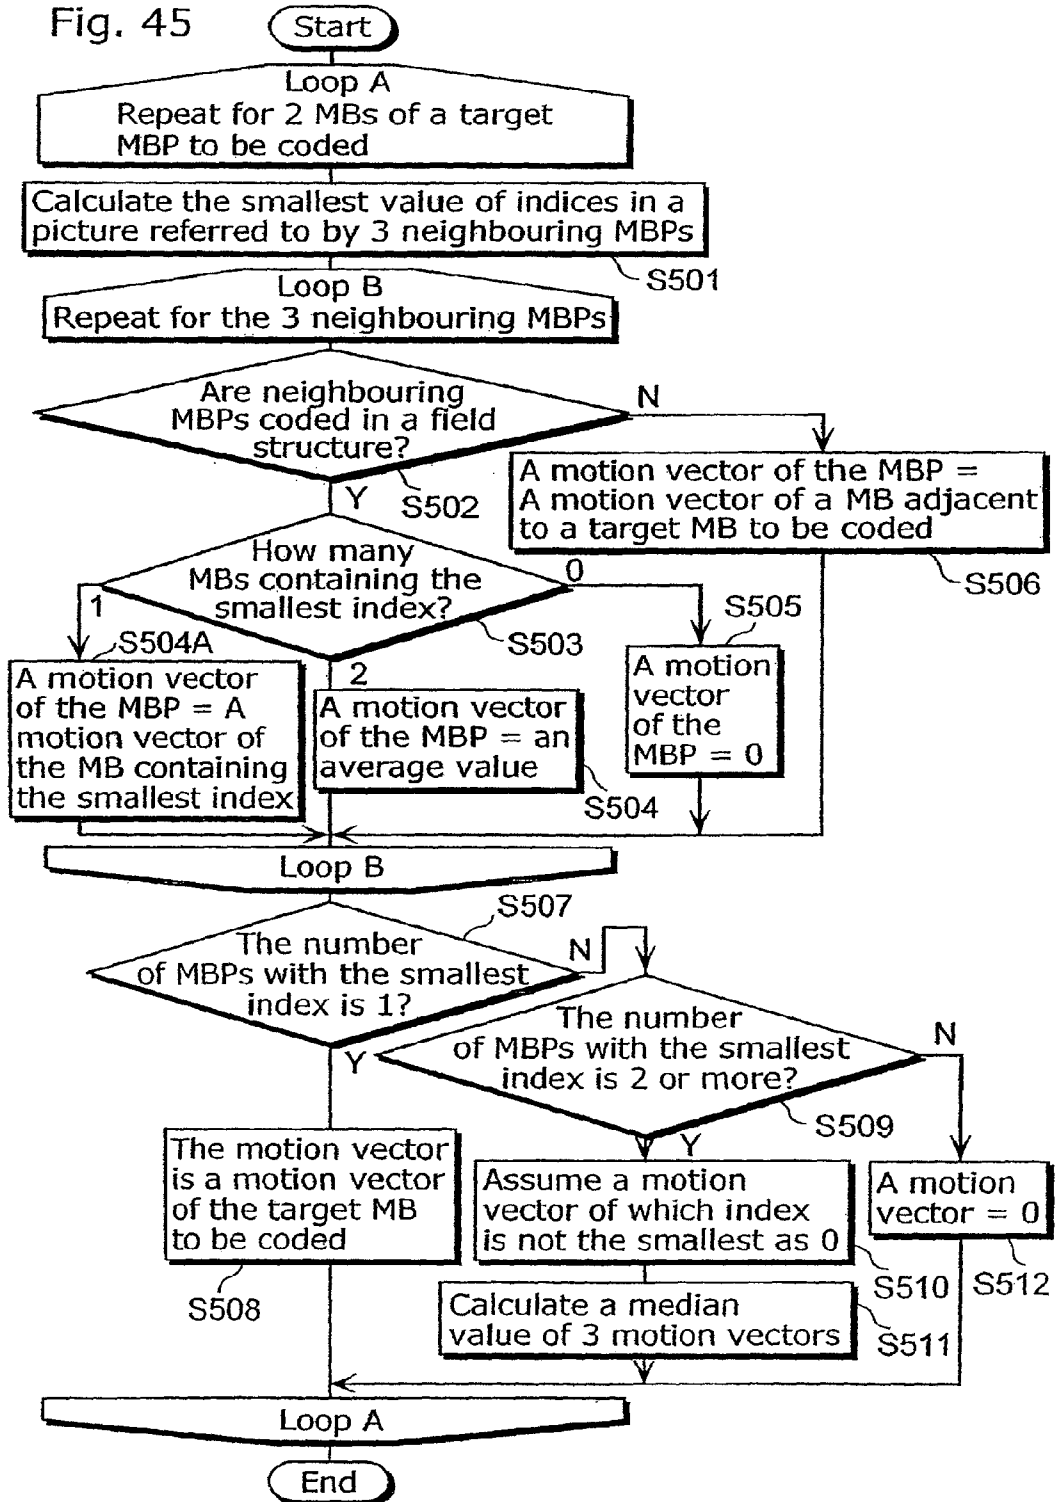 Fig. 45
Start
Loop A
Repeat for 2 MBs of a target
MBP to be coded
Calculate the smallest value of indices in a
picture referred to by 3 neighbouring MBPs
S501
Loop B
Repeat for the 3 neighbouring MBPs
Are neighbouring
MBPs coded in a field
structure?
N
Y
S502
A motion vector of the MBP =
A motion vector of a MB adjacent
to a target MB to be coded
S506
How many
MBs containing the
smallest index?
0
1
S503
2
S505
S504A
A motion vector
of the MBP = A
motion vector of
the MB containing
the smallest index
A motion vector
of the MBP = an
average value
S504
A motion
vector
of the
MBP = 0
Loop B
S507
The number
of MBPs with the smallest
index is 1?
N
Y
The number
of MBPs with the smallest
index is 2 or more?
N
S509
Y
The motion vector
is a motion vector
of the target MB
to be coded
S508
Assume a motion
vector of which index
is not the smallest as 0
S510
A motion
vector = 0
S512
Calculate a median
value of 3 motion vectors
S511
Loop A
End